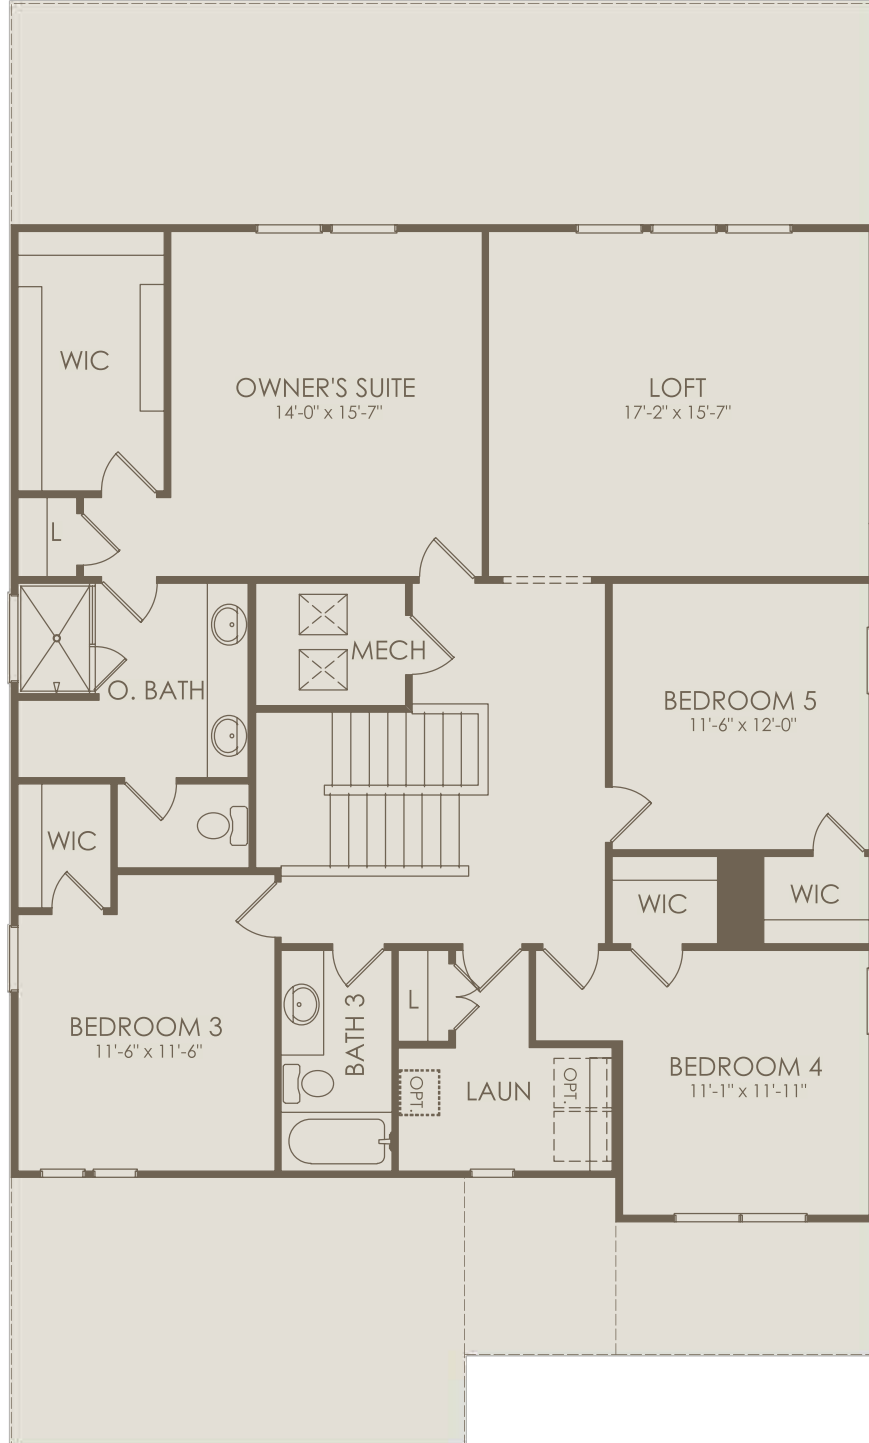 WIC
OWNER'S SUITE
14'-0" x 15'-7"
LOFT
17'-2" x 15'-7"
L
MECH
O. BATH
BEDROOM 5
11'-6" x 12'-0"
WIC
WIC
WIC
BEDROOM 3
11'-6" x 11'-6"
BATH 3
L
LAUN
OPT.
OPT.
BEDROOM 4
11'-1" x 11'-11"